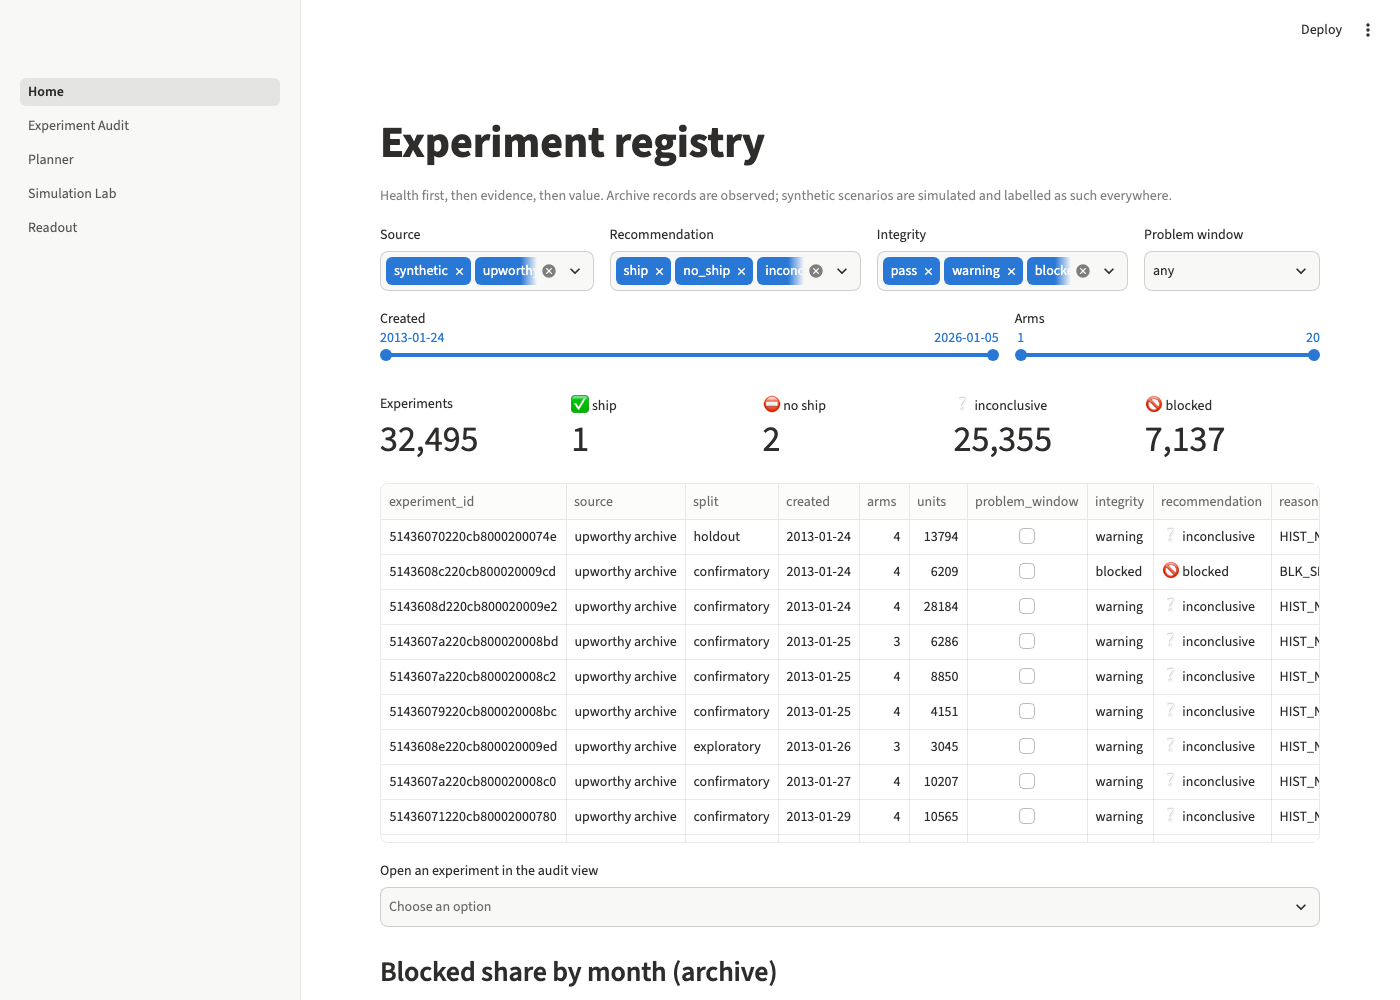 Deploy
Home
Experiment Audit
Planner
Simulation Lab
Readout
Experiment registry
Health first, then evidence, then value. Archive records are observed; synthetic scenarios are simulated and labelled as such everywhere.
Source Recommendation Integrity Problem window
synthetic upworthy ship no_ship pass warning any
Created Arms
2013-01-24 2026-01-05 1 20
Experiments ship no ship inconclusive blocked
32,495 1 2 25,355 7,137
experiment_id source split created arms units problem_window integrity recommendation reason
51436070220cb8000200074e upworthy archive holdout 2013-01-24 4 13794 warning inconclusive
5143608c220cb800020009cd upworthy archive confirmatory 2013-01-24 4 6209 blocked blocked
5143608d220cb800020009e2 upworthy archive confirmatory 2013-01-24 4 28184 warning inconclusive
5143607a220cb800020008bd upworthy archive confirmatory 2013-01-25 3 6286 warning inconclusive
5143607a220cb800020008c2 upworthy archive confirmatory 2013-01-25 4 8850 warning inconclusive
51436079220cb800020008bc upworthy archive confirmatory 2013-01-25 4 4151 warning inconclusive
5143608e220cb800020009ed upworthy archive exploratory 2013-01-26 3 3045 warning inconclusive
5143607a220cb800020008c0 upworthy archive confirmatory 2013-01-27 4 10207 warning inconclusive
51436071220cb80002000780 upworthy archive confirmatory 2013-01-29 4 10565 warning inconclusive
Open an experiment in the audit view
Choose an option
Blocked share by month (archive)